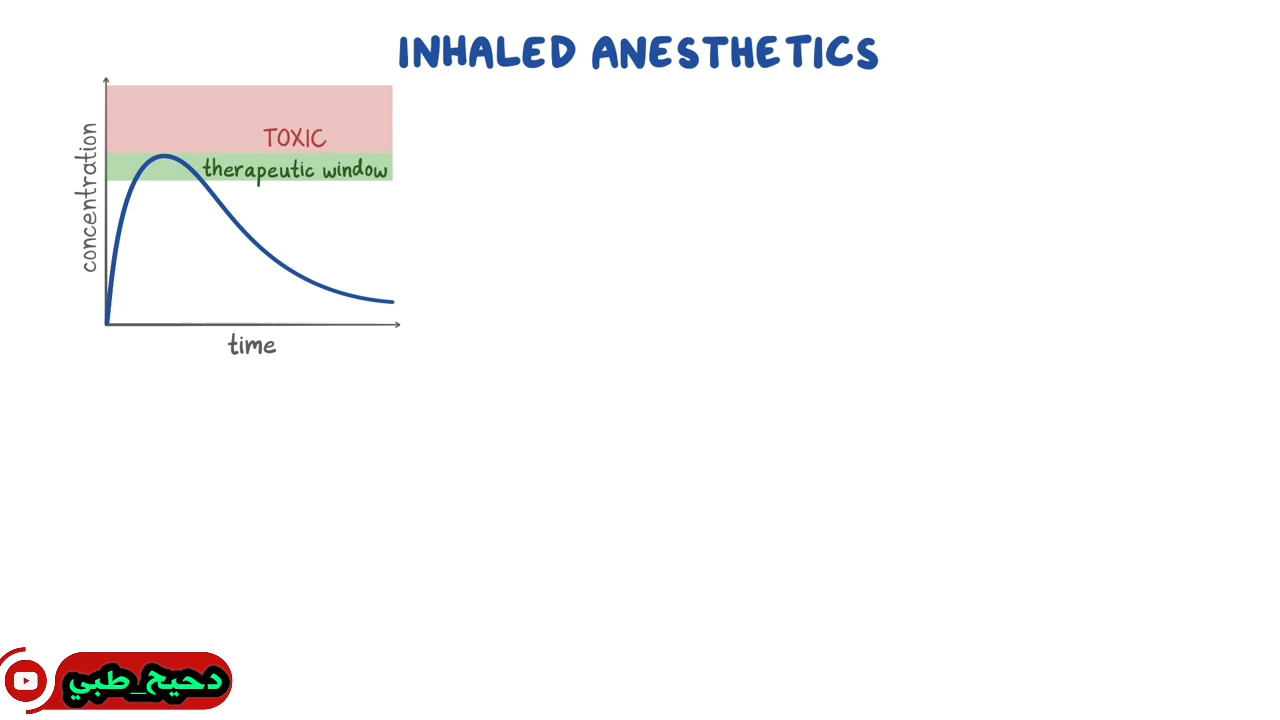 INHALED ANESTHETICS
TOXIC
therapeutic window
concentration
time
دحيح_طبي